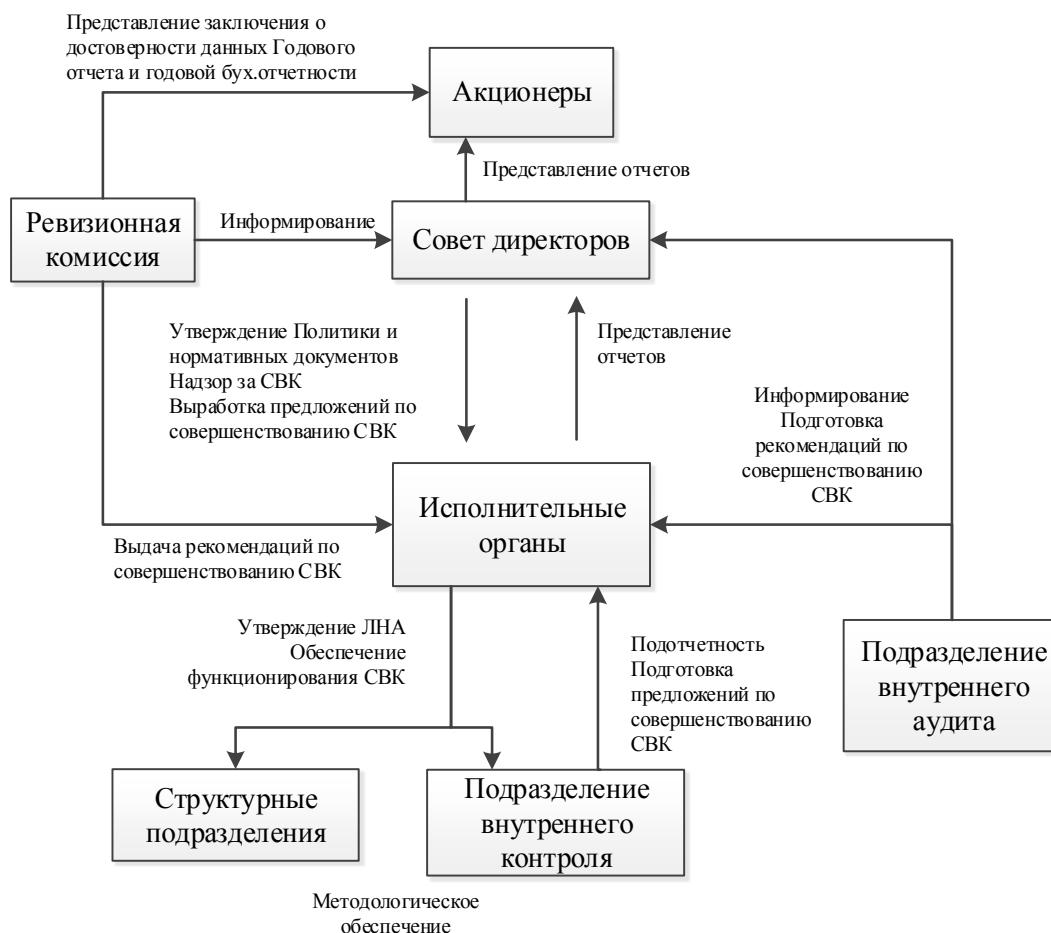 Представление заключения о
достоверности данных Годового
отчета и годовой бух.отчетности
Акционеры
Представление отчетов
Ревизионная
комиссия
Информирование
Совет директоров
Утверждение Политики и
нормативных документов
Надзор за СВК
Выработка предложений по
совершенствованию СВК
Представление
отчетов
Информирование
Подготовка
рекомендаций по
совершенствованию
СВК
Исполнительные
органы
Выдача рекомендаций по
совершенствованию СВК
Утверждение ЛНА
Обеспечение
функционирования СВК
Подотчетность
Подготовка
предложений по
совершенствованию
СВК
Подразделение
внутреннего
аудита
Структурные
подразделения
Подразделение
внутреннего
контроля
Методологическое
обеспечение